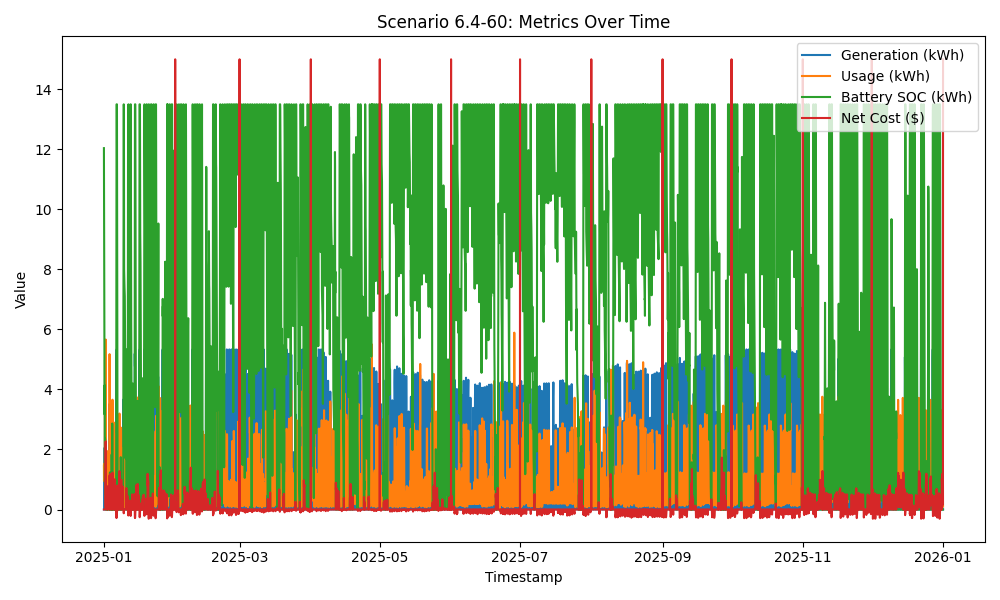 Scenario 6.4-60: Metrics Over Time
Generation (kWh)
Usage (kWh)
Battery SOC (kWh)
Net Cost ($)
Value
14
12
10
8
6
4
2
0
2025-01
2025-03
2025-05
2025-07
2025-09
2025-11
2026-01
Timestamp